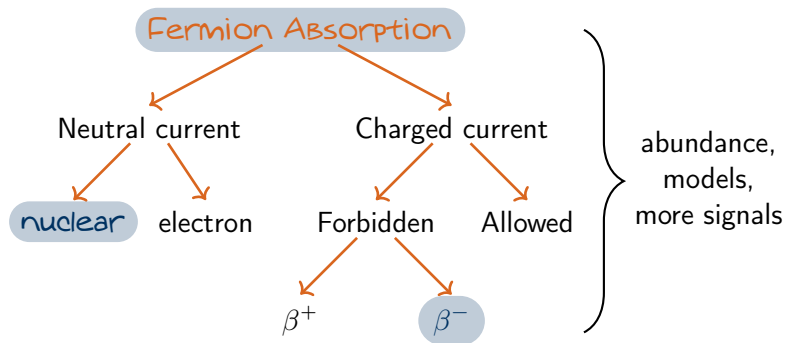 Fermion Absorption
Neutral current
Charged current
abundance,
models,
more signals
nuclear
electron
Forbidden
Allowed
β⁺
β⁻